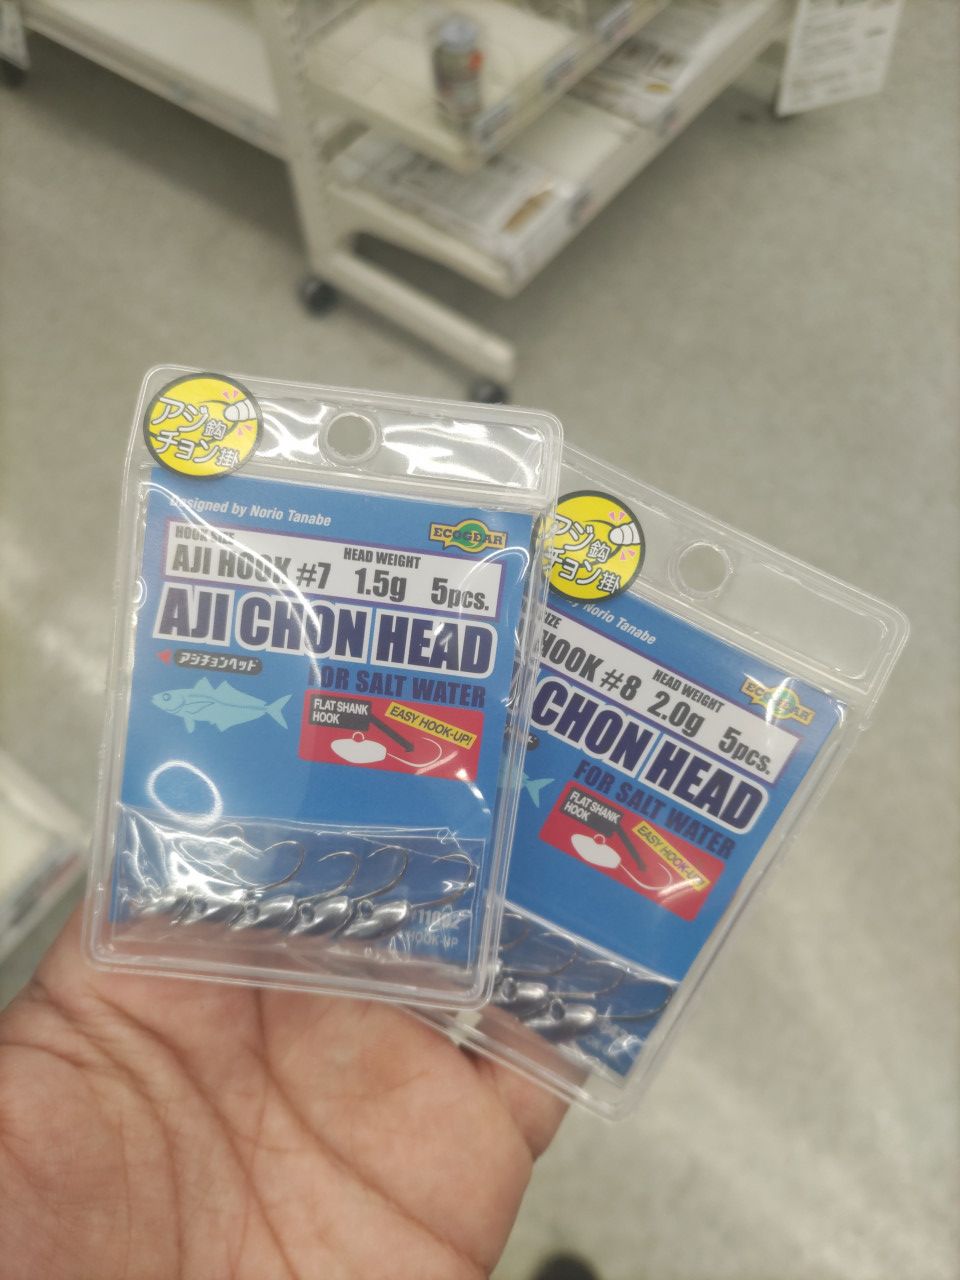 アジ鈎
チョン掛
Designed by Norio Tanabe
ECOGEAR
HOOK SIZE
AJI HOOK #7
HEAD WEIGHT
1.5g
5pcs.
AJI CHON HEAD
アジチョンヘッド
FOR SALT WATER
FLAT SHANK
HOOK
EASY HOOK-UP!
HOOK-UP
アジ鈎
チョン掛
by Norio Tanabe
ECOGEAR
HOOK #8
HEAD WEIGHT
2.0g
5pcs.
CHON HEAD
FOR SALT WATER
FLAT SHANK
HOOK
EASY HOOK-UP!